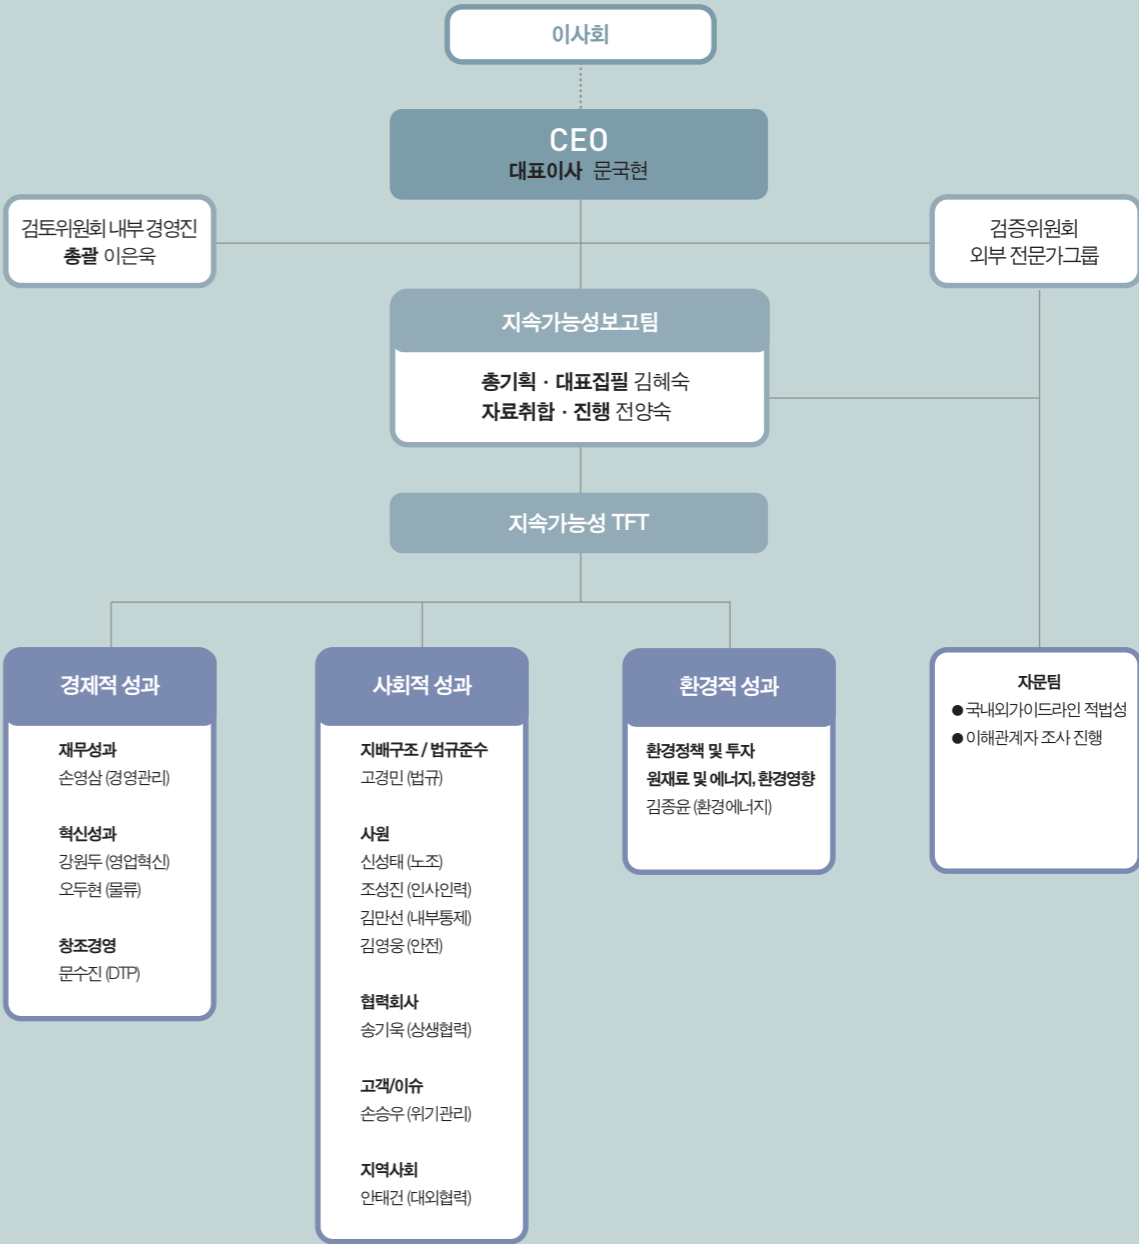 이사회
CEO
대표이사 문국현
검토위원회 내부 경영진
총괄 이은욱
검증위원회
외부 전문가그룹
지속가능성보고팀
총기획 · 대표집필 김혜숙
자료취합 · 진행 전양숙
지속가능성 TFT
경제적 성과
재무성과
손영삼 (경영관리)
혁신성과
강원두 (영업혁신)
오두현 (물류)
창조경영
문수진 (DTP)
사회적 성과
지배구조 / 법규준수
고경민 (법규)
사원
신성태 (노조)
조성진 (인사인력)
김만선 (내부통제)
김영웅 (안전)
협력회사
송기욱 (상생협력)
고객/이슈
손승우 (위기관리)
지역사회
안태건 (대외협력)
환경적 성과
환경정책 및 투자
원재료 및 에너지, 환경영향
김종윤 (환경에너지)
자문팀
● 국내외가이드라인 적법성
● 이해관계자 조사 진행